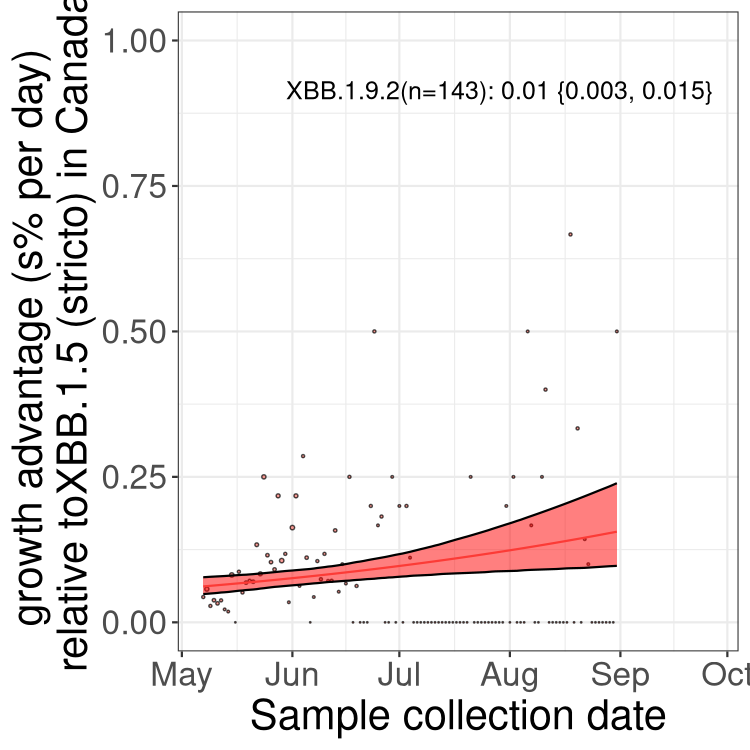 growth advantage (s% per day)
relative toXBB.1.5 (stricto) in Canada
1.00
0.75
0.50
0.25
0.00
XBB.1.9.2(n=143): 0.01 {0.003, 0.015}
May Jun Jul Aug Sep Oct
Sample collection date